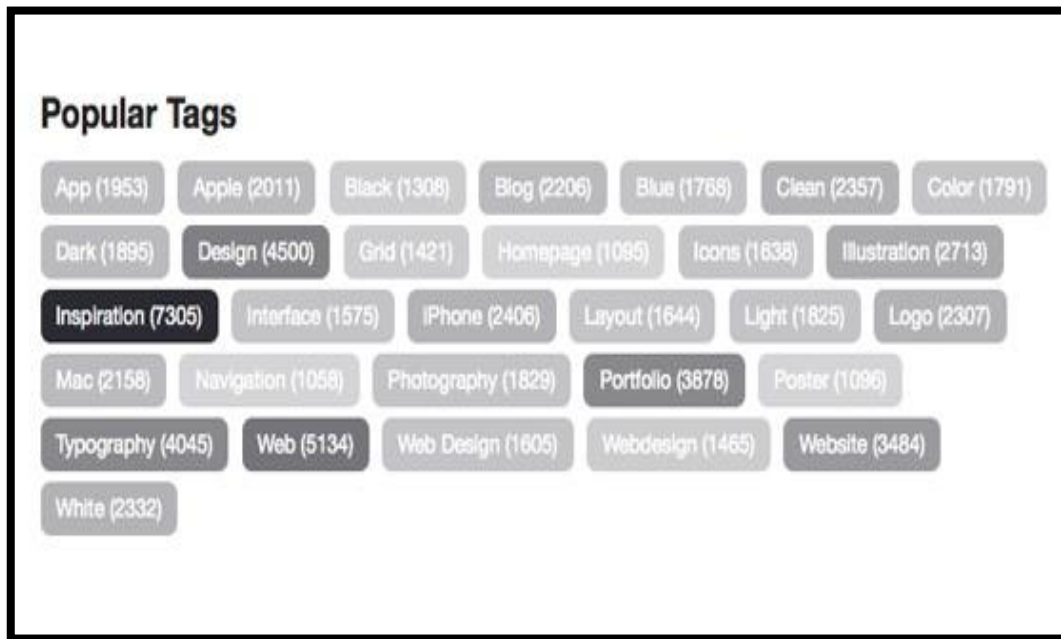 Popular Tags
App (1953) Apple (2011) Black (1308) Blog (2206) Blue (1768) Clean (2357) Color (1791)
Dark (1895) Design (4500) Grid (1421) Homepage (1095) Icons (1638) Illustration (2713)
Inspiration (7305) Interface (1575) iPhone (2406) Layout (1644) Light (1825) Logo (2307)
Mac (2158) Navigation (1058) Photography (1829) Portfolio (3878) Poster (1096)
Typography (4045) Web (5134) Web Design (1605) Webdesign (1465) Website (3484)
White (2332)